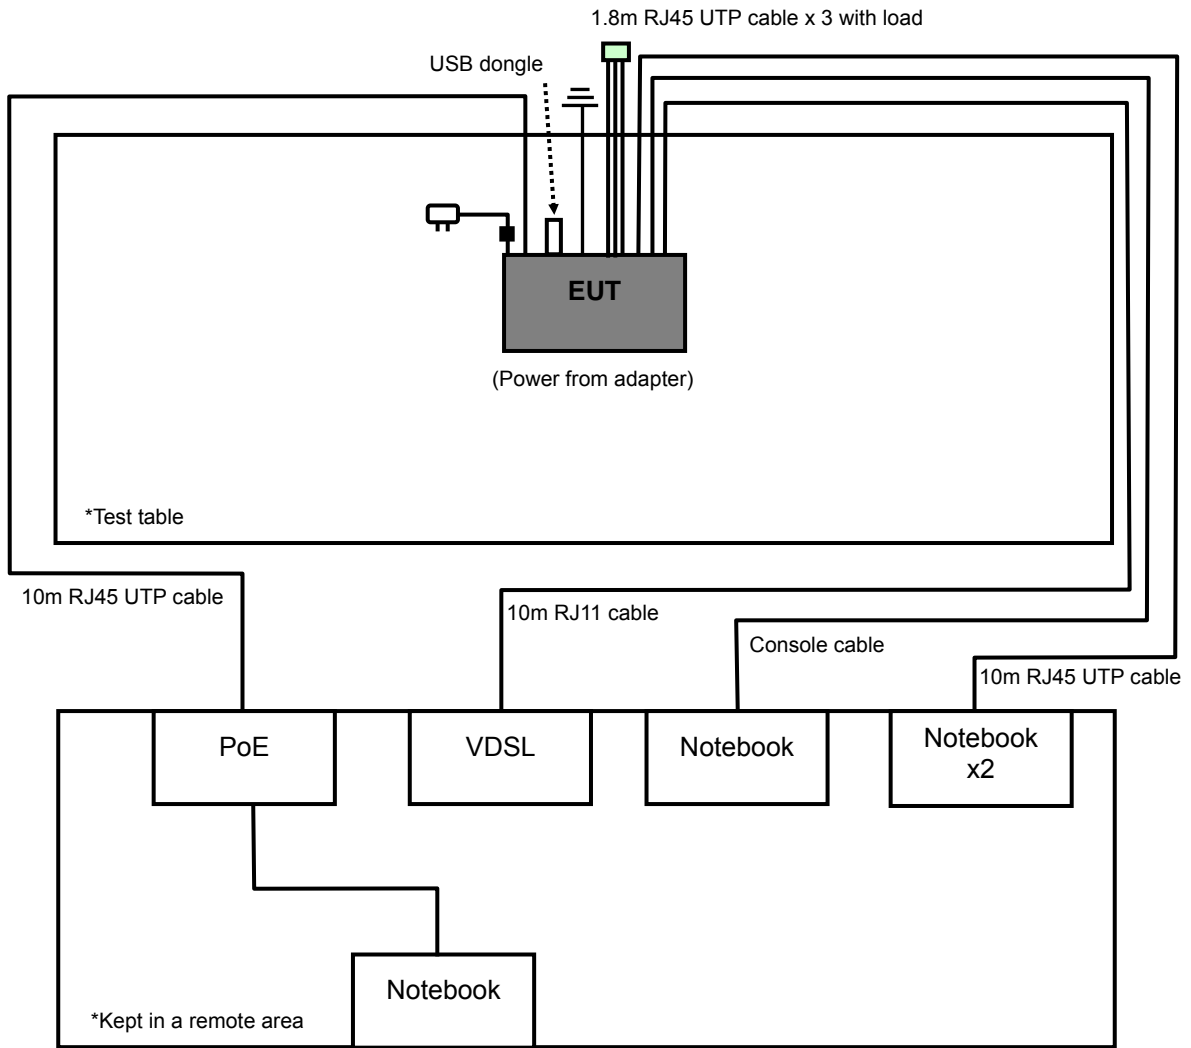 1.8m RJ45 UTP cable x 3 with load
USB dongle
EUT
(Power from adapter)
*Test table
10m RJ45 UTP cable
10m RJ11 cable
Console cable
10m RJ45 UTP cable
PoE
VDSL
Notebook
Notebook
x2
Notebook
*Kept in a remote area